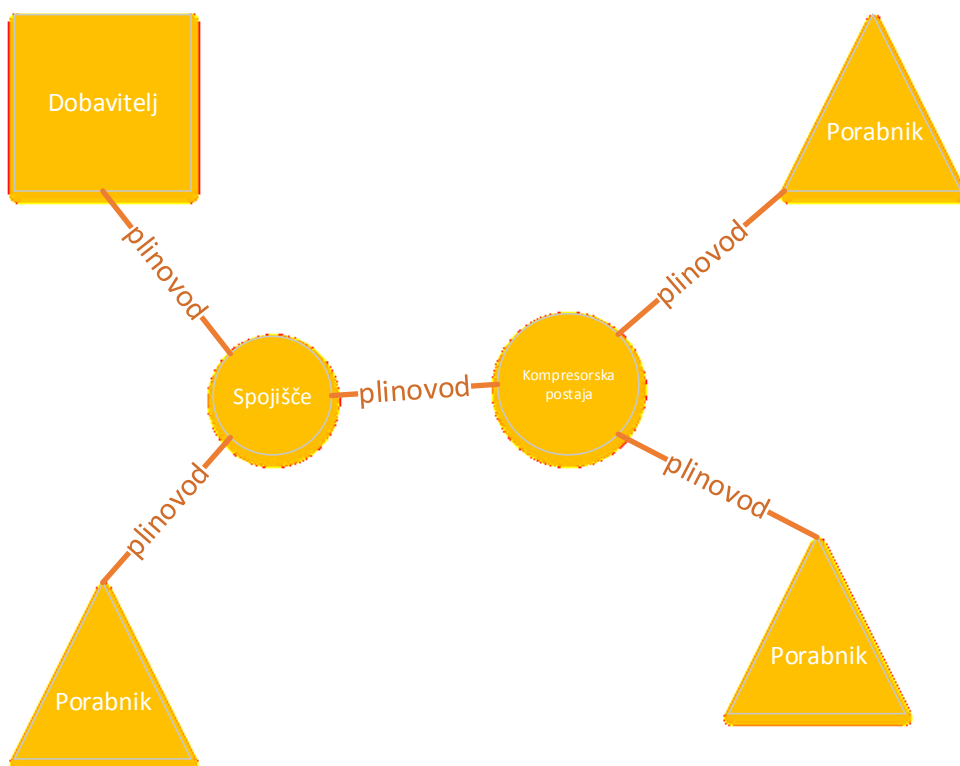 Dobavitelj
Porabnik
plinovod
plinovod
Spojišče
plinovod
Kompresorska
postaja
plinovod
plinovod
Porabnik
Porabnik